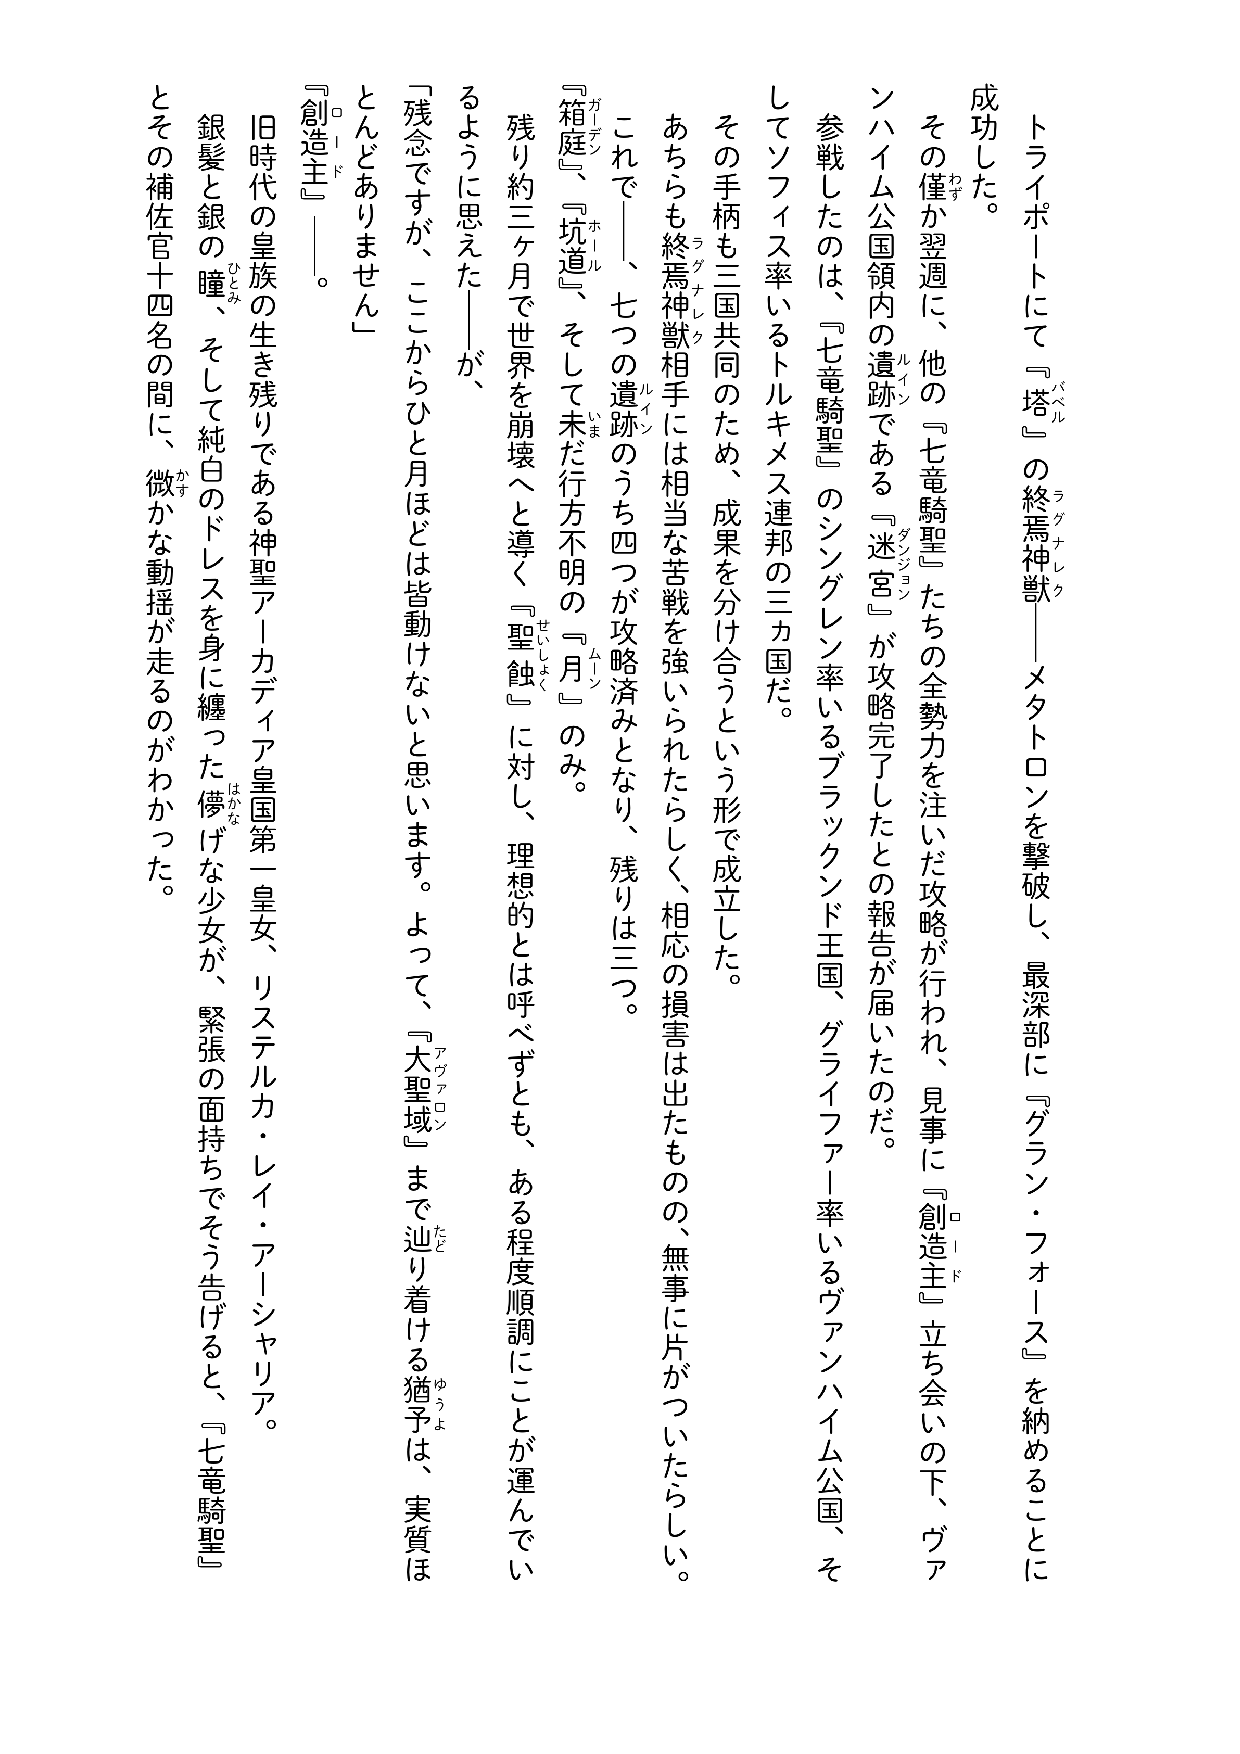 トライポートにて『塔』の終焉神獣――メタトロンを撃破し、最深部に『グラン・フォース』を納めることに
成功した。
その僅か翌週に、他の『七竜騎聖』たちの全勢力を注いだ攻略が行われ、見事に『創造主』立ち会いの下、ヴァ
ンハイム公国領内の遺跡である『迷宮』が攻略完了したとの報告が届いたのだ。
参戦したのは、『七竜騎聖』のシングレン率いるブラックンド王国、グライファー率いるヴァンハイム公国、そ
してソフィス率いるトルキメス連邦の三カ国だ。
その手柄も三国共同のため、成果を分け合うという形で成立した。
あちらも終焉神獣相手には相当な苦戦を強いられたらしく、相応の損害は出たものの、無事に片がついたらしい。
これで――、七つの遺跡のうち四つが攻略済みとなり、残りは三つ。
『箱庭』、『坑道』、そして未だ行方不明の『月』のみ。
残り約三ヶ月で世界を崩壊へと導く『聖蝕』に対し、理想的とは呼べずとも、ある程度順調にことが運んでい
るように思えた――が、
「残念ですが、ここからひと月ほどは皆動けないと思います。よって、『大聖域』まで辿り着ける猶予は、実質ほ
とんどありません」
『創造主』――。
旧時代の皇族の生き残りである神聖アーカディア皇国第一皇女、リステルカ・レイ・アーシャリア。
銀髪と銀の瞳、そして純白のドレスを身に纏った儚げな少女が、緊張の面持ちでそう告げると、『七竜騎聖』
とその補佐官十四名の間に、微かな動揺が走るのがわかった。